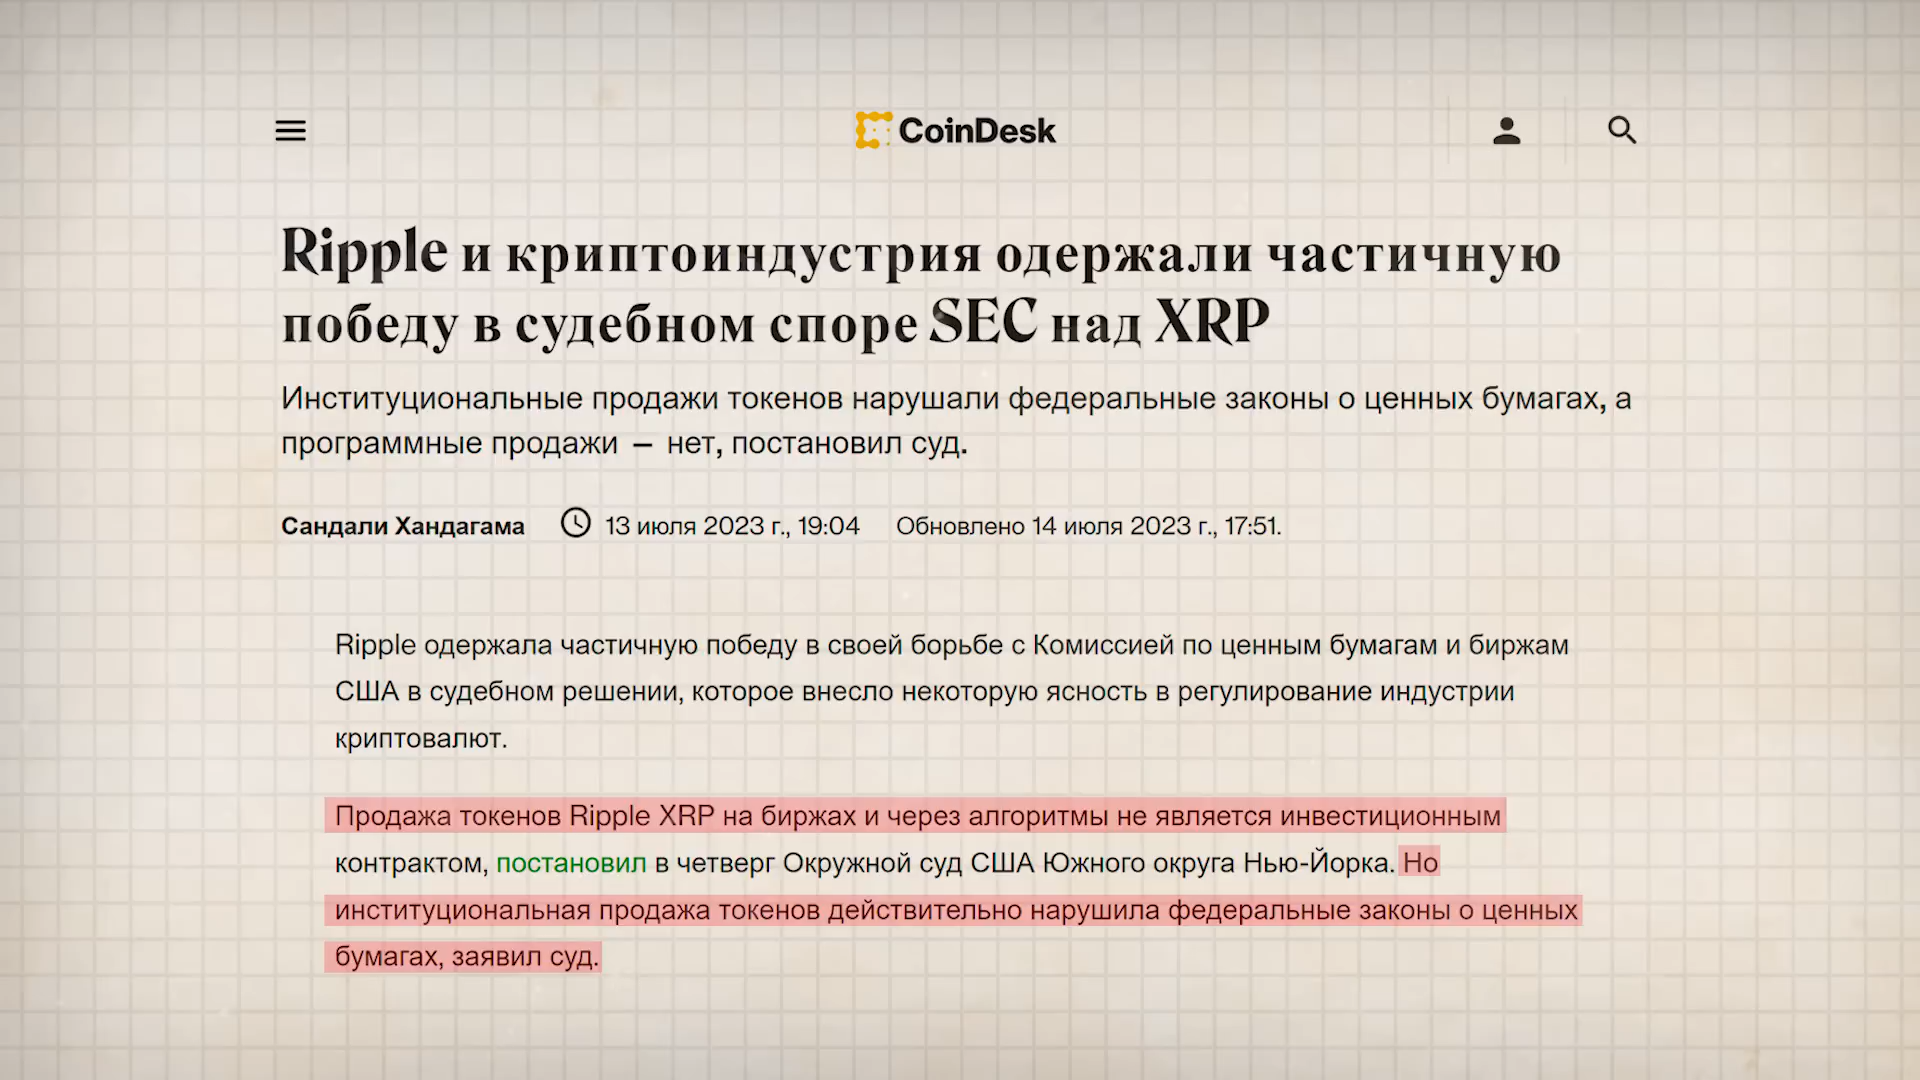 CoinDesk
Ripple и криптоиндустрия одержали частичную
победу в судебном споре SEC над XRP
Институциональные продажи токенов нарушали федеральные законы о ценных бумагах, а
программные продажи — нет, постановил суд.
Сандали Хандагама 13 июля 2023 г., 19:04 Обновлено 14 июля 2023 г., 17:51.
Ripple одержала частичную победу в своей борьбе с Комиссией по ценным бумагам и биржам
США в судебном решении, которое внесло некоторую ясность в регулирование индустрии
криптовалют.
Продажа токенов Ripple XRP на биржах и через алгоритмы не является инвестиционным
контрактом, постановил в четверг Окружной суд США Южного округа Нью-Йорка. Но
институциональная продажа токенов действительно нарушила федеральные законы о ценных
бумагах, заявил суд.